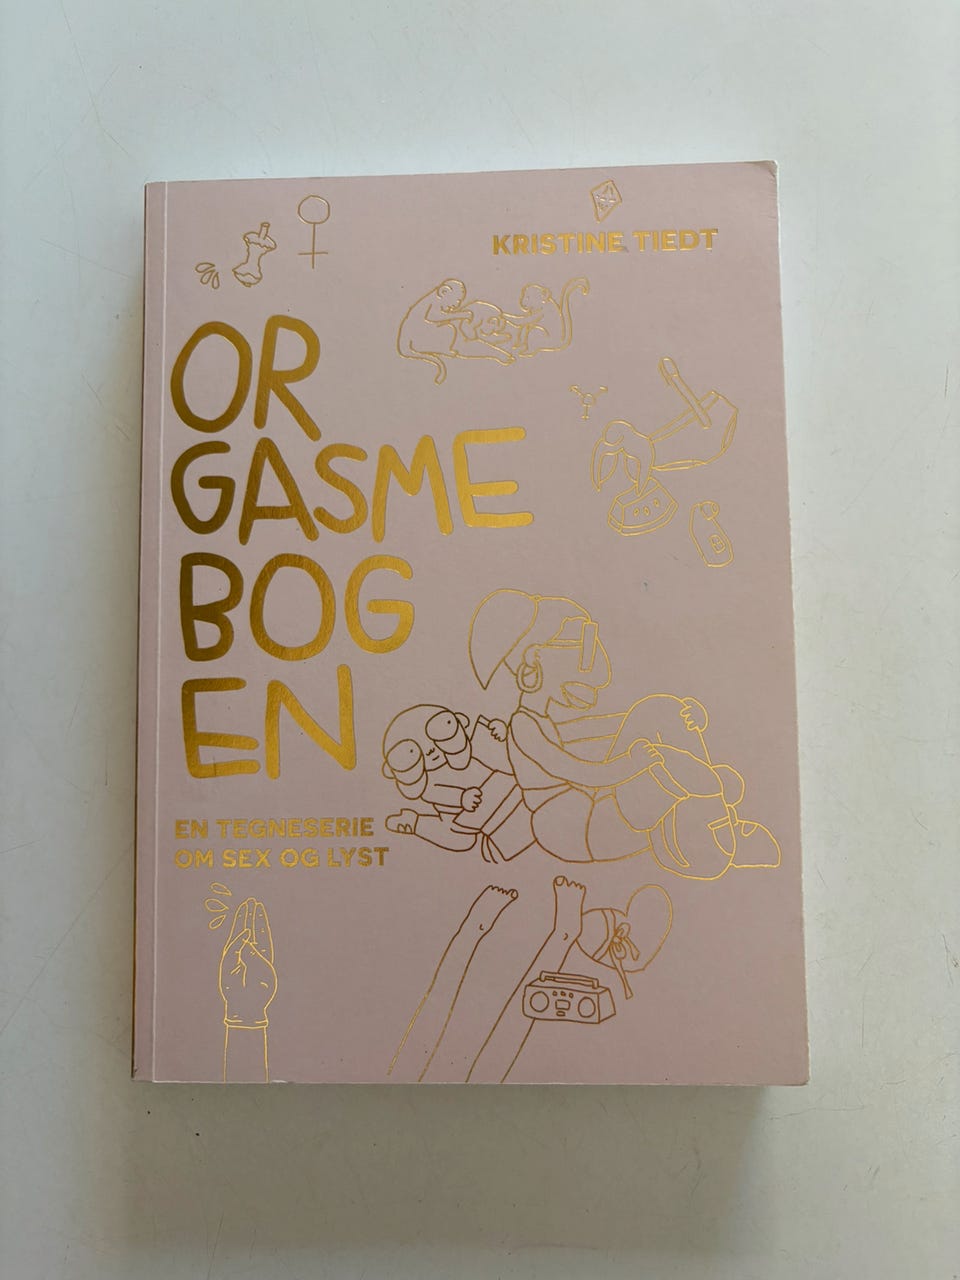 KRISTINE TIEDT
OR
GASME
BOG
EN
EN TEGNESERIE
OM SEX OG LYST